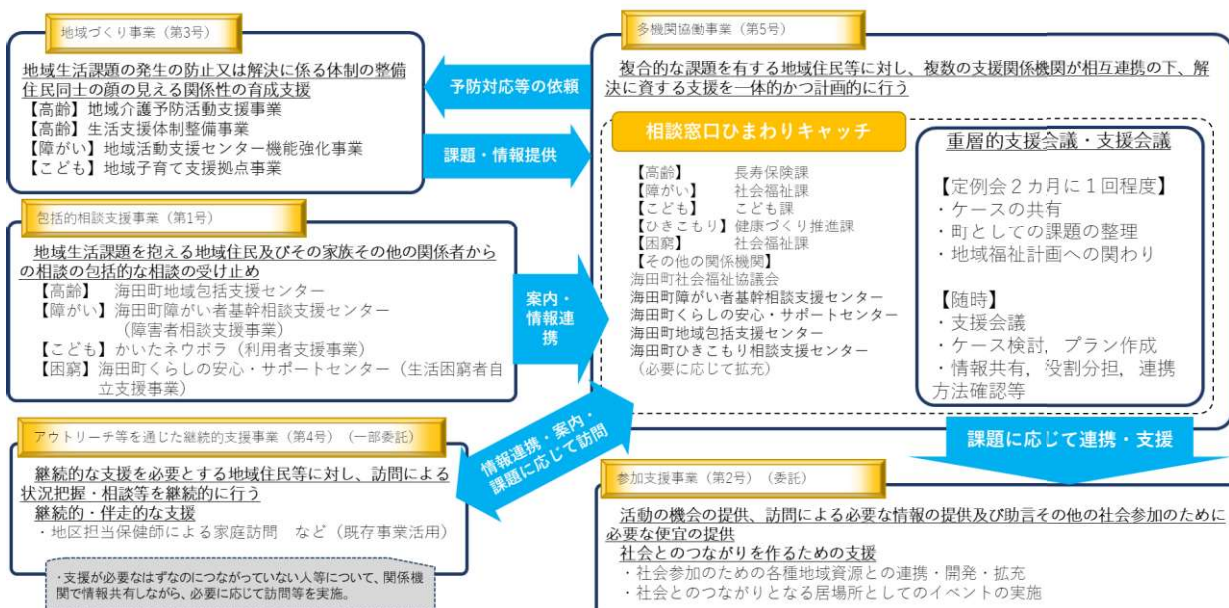 地域づくり事業（第3号）
地域生活課題の発生の防止又は解決に係る体制の整備
住民同士の顔の見える関係性の育成支援
【高齢】地域介護予防活動支援事業
【高齢】生活支援体制整備事業
【障がい】地域活動支援センター機能強化事業
【こども】地域子育て支援拠点事業
予防対応等の依頼
課題・情報提供
包括的相談支援事業（第1号）
地域生活課題を抱える地域住民及びその家族その他の関係者から
の相談の包括的な相談の受け止め
【高齢】　海田町地域包括支援センター
【障がい】海田町障がい者基幹相談支援センター
（障害者相談支援事業）
【こども】かいたネウボラ（利用者支援事業）
【困窮】海田町くらしの安心・サポートセンター（生活困窮者自
立支援事業）
案内・
情報連
携
アウトリーチ等を通じた継続的支援事業（第4号）（一部委託）
継続的な支援を必要とする地域住民等に対し、訪問による
状況把握・相談等を継続的に行う
継続的・伴走的な支援
・地区担当保健師による家庭訪問　など（既存事業活用）
・支援が必要なはずなのにつながっていない人等について、関係機
関で情報共有しながら、必要に応じて訪問等を実施。
情報連携・案内・
課題に応じて訪問
多機関協働事業（第5号）
複合的な課題を有する地域住民等に対し、複数の支援関係機関が相互連携の下、解
決に資する支援を一体的かつ計画的に行う
相談窓口ひまわりキャッチ
【高齢】　長寿保険課
【障がい】　社会福祉課
【こども】　こども課
【ひきこもり】健康づくり推進課
【困窮】　社会福祉課
【その他の関係機関】
海田町社会福祉協議会
海田町障がい者基幹相談支援センター
海田町くらしの安心・サポートセンター
海田町地域包括支援センター
海田町ひきこもり相談支援センター
（必要に応じて拡充）
重層的支援会議・支援会議
【定例会２カ月に１回程度】
・ケースの共有
・町としての課題の整理
・地域福祉計画への関わり
【随時】
・支援会議
・ケース検討，プラン作成
・情報共有，役割分担，連携
方法確認等
課題に応じて連携・支援
参加支援事業（第2号）（委託）
活動の機会の提供、訪問による必要な情報の提供及び助言その他の社会参加のために
必要な便宜の提供
社会とのつながりを作るための支援
・社会参加のための各種地域資源との連携・開発・拡充
・社会とのつながりとなる居場所としてのイベントの実施